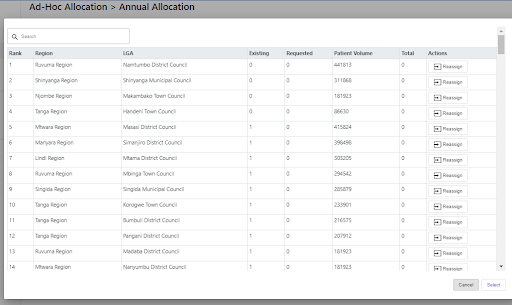 Ad-Hoc Allocation > Annual Allocation
Search
Rank Region LGA Existing Requested Patient Volume Total Actions
1 Ruvuma Region Namtumbo District Council 0 0 441813 0 Reassign
2 Shinyanga Region Shinyanga Municipal Council 0 0 311868 0 Reassign
3 Njombe Region Makambako Town Council 0 0 181923 0 Reassign
4 Tanga Region Handeni Town Council 0 0 86630 0 Reassign
5 Mtwara Region Masasi District Council 1 0 415824 0 Reassign
6 Manyara Region Simanjiro District Council 1 0 398498 0 Reassign
7 Lindi Region Mtama District Council 1 0 303205 0 Reassign
8 Ruvuma Region Mbinga Town Council 1 0 294542 0 Reassign
9 Singida Region Singida Municipal Council 1 0 285879 0 Reassign
10 Tanga Region Korogwe Town Council 1 0 233901 0 Reassign
11 Tanga Region Bumbuli District Council 1 0 216575 0 Reassign
12 Tanga Region Pangani District Council 1 0 207912 0 Reassign
13 Ruvuma Region Madaba District Council 1 0 181923 0 Reassign
14 Mtwara Region Nanyumbu District Council 1 0 181923 0 Reassign
Cancel Select